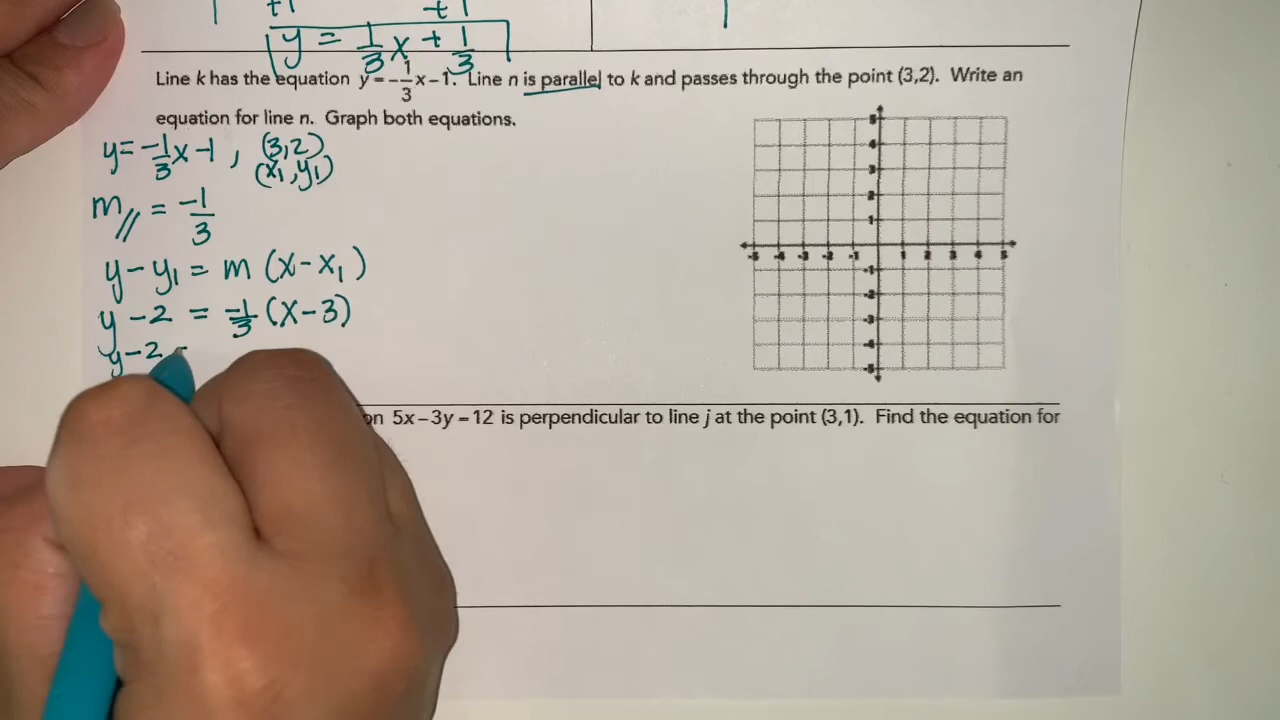 +1 +1
y = 1/3 x + 1/3
Line k has the equation y = -1/3 x - 1. Line n is parallel to k and passes through the point (3,2). Write an
equation for line n. Graph both equations.
y = -1/3 x - 1, (3,2)
(x₁, y₁)
m // = -1/3
y - y₁ = m (x - x₁)
y - 2 = -1/3 (x - 3)
y - 2
5
4
3
2
1
-5 -4 -3 -2 -1 1 2 3 4 5
-1
-2
-3
-4
-5
5x - 3y = 12 is perpendicular to line j at the point (3,1). Find the equation for